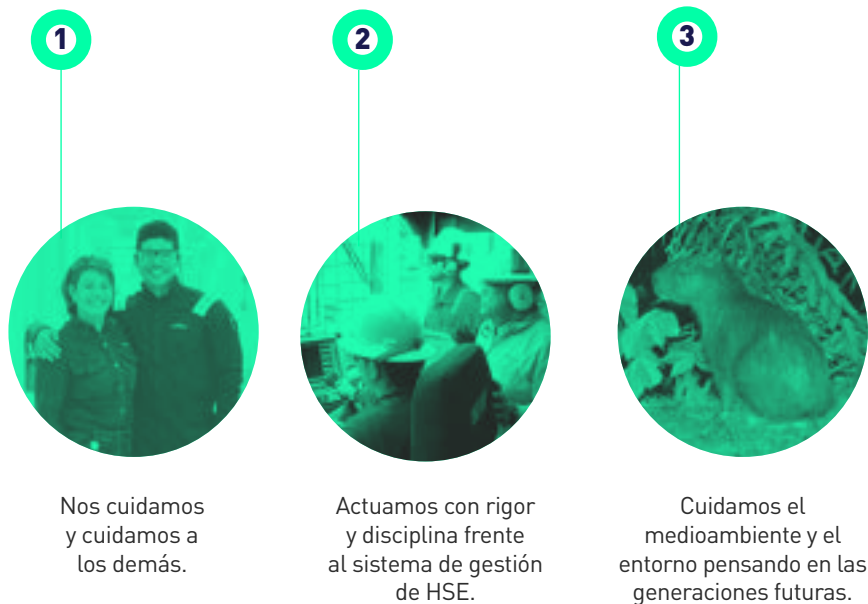 1
2
3
Nos cuidamos
y cuidamos a
los demás.
Actuamos con rigor
y disciplina frente
al sistema de gestión
de HSE.
Cuidamos el
medioambiente y el
entorno pensando en las
generaciones futuras.